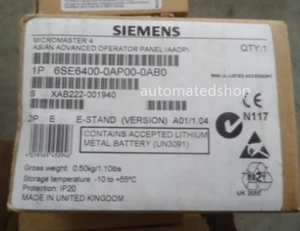 SIEMENS
MICROMASTER 4
ASIAN ADVANCED OPERATOR PANEL (AAOP)
QTY:1
1P 6SE6400-0AP00-0AB0
automatedshop
S XAB222-001940
N117
2P E E-STAND (VERSION) A01/1.04
CONTAINS ACCEPTED LITHIUM
METAL BATTERY (UN3091)
Gross weight: 0.50kg/1.10lbs
Storage temperature -10 to +55°C
Protection: IP20
MADE IN UNITED KINGDOM